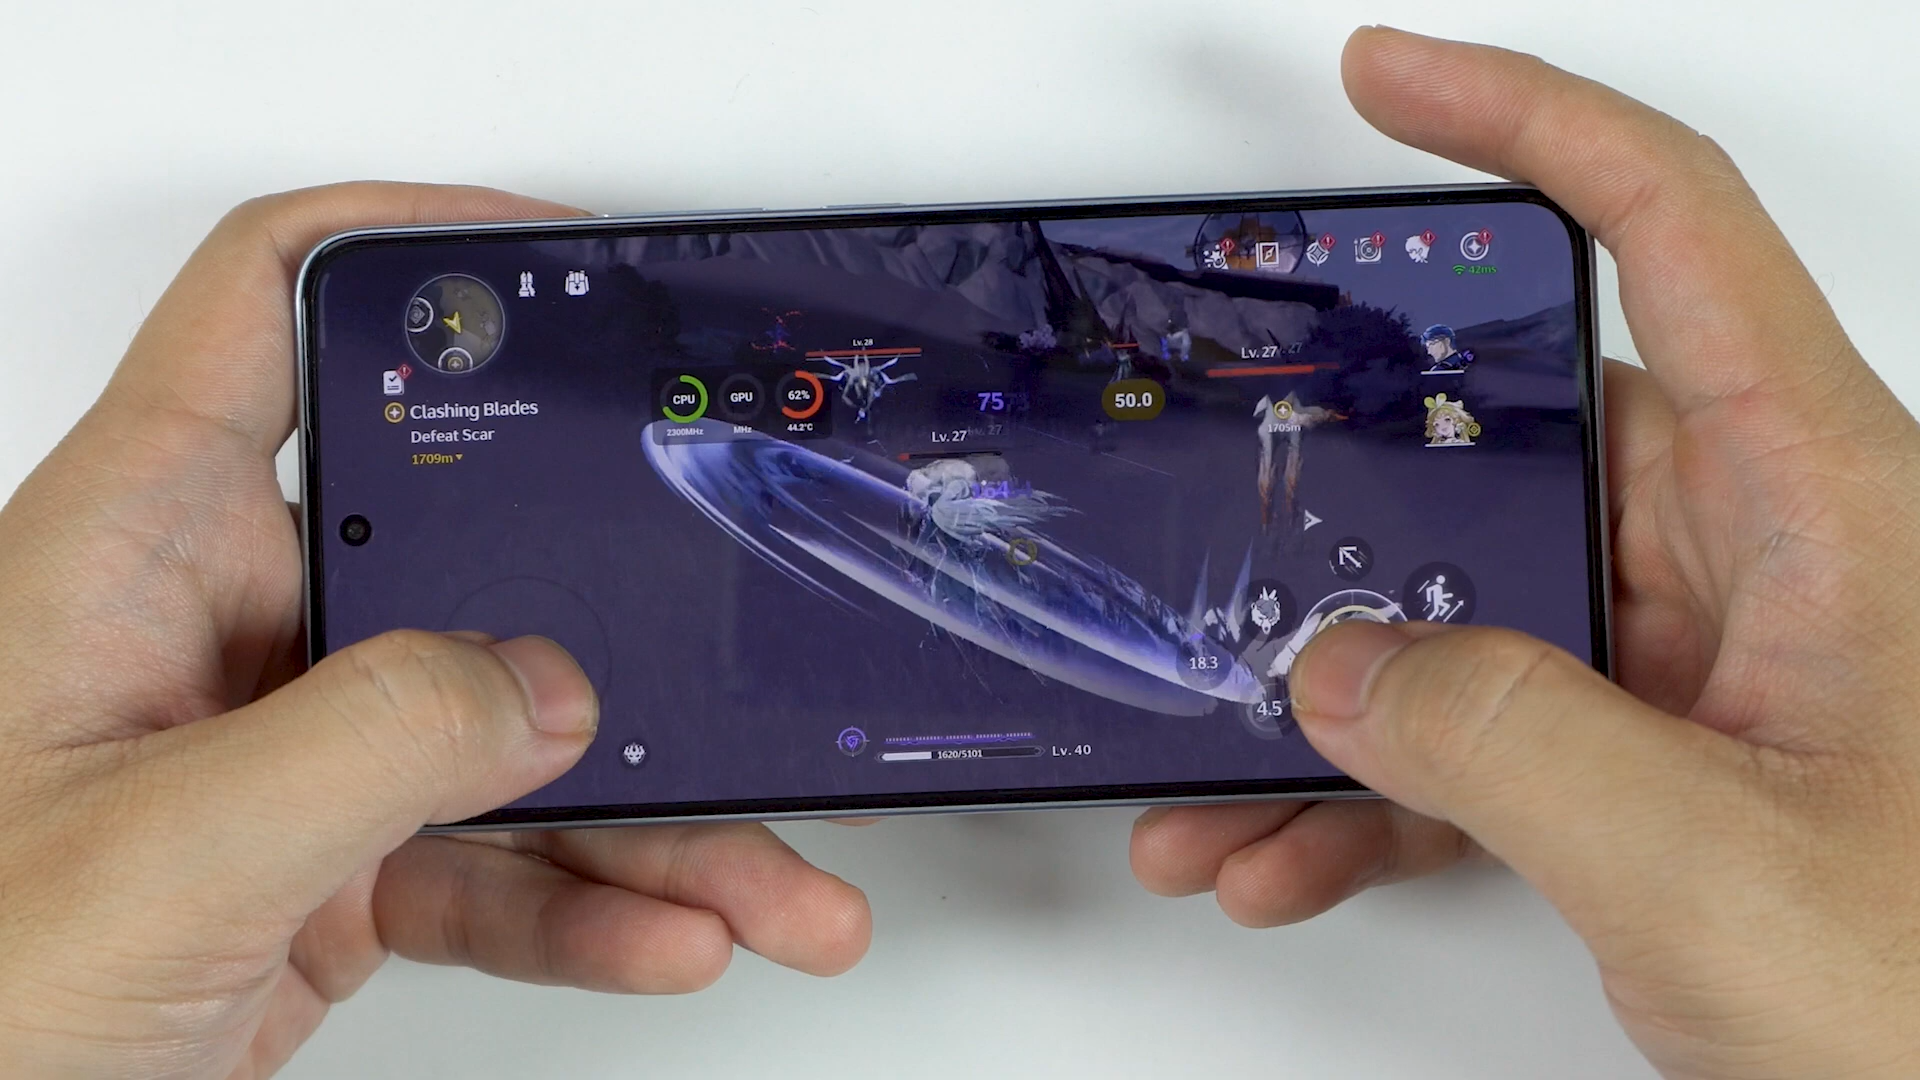 42ms
Clashing Blades
Defeat Scar
1709m
CPU
2300MHz
GPU
MHz
62%
44.2°C
Lv. 28
75
50.0
Lv. 27
Lv. 27
1705m
18.3
4.5
1620/5101
Lv. 40